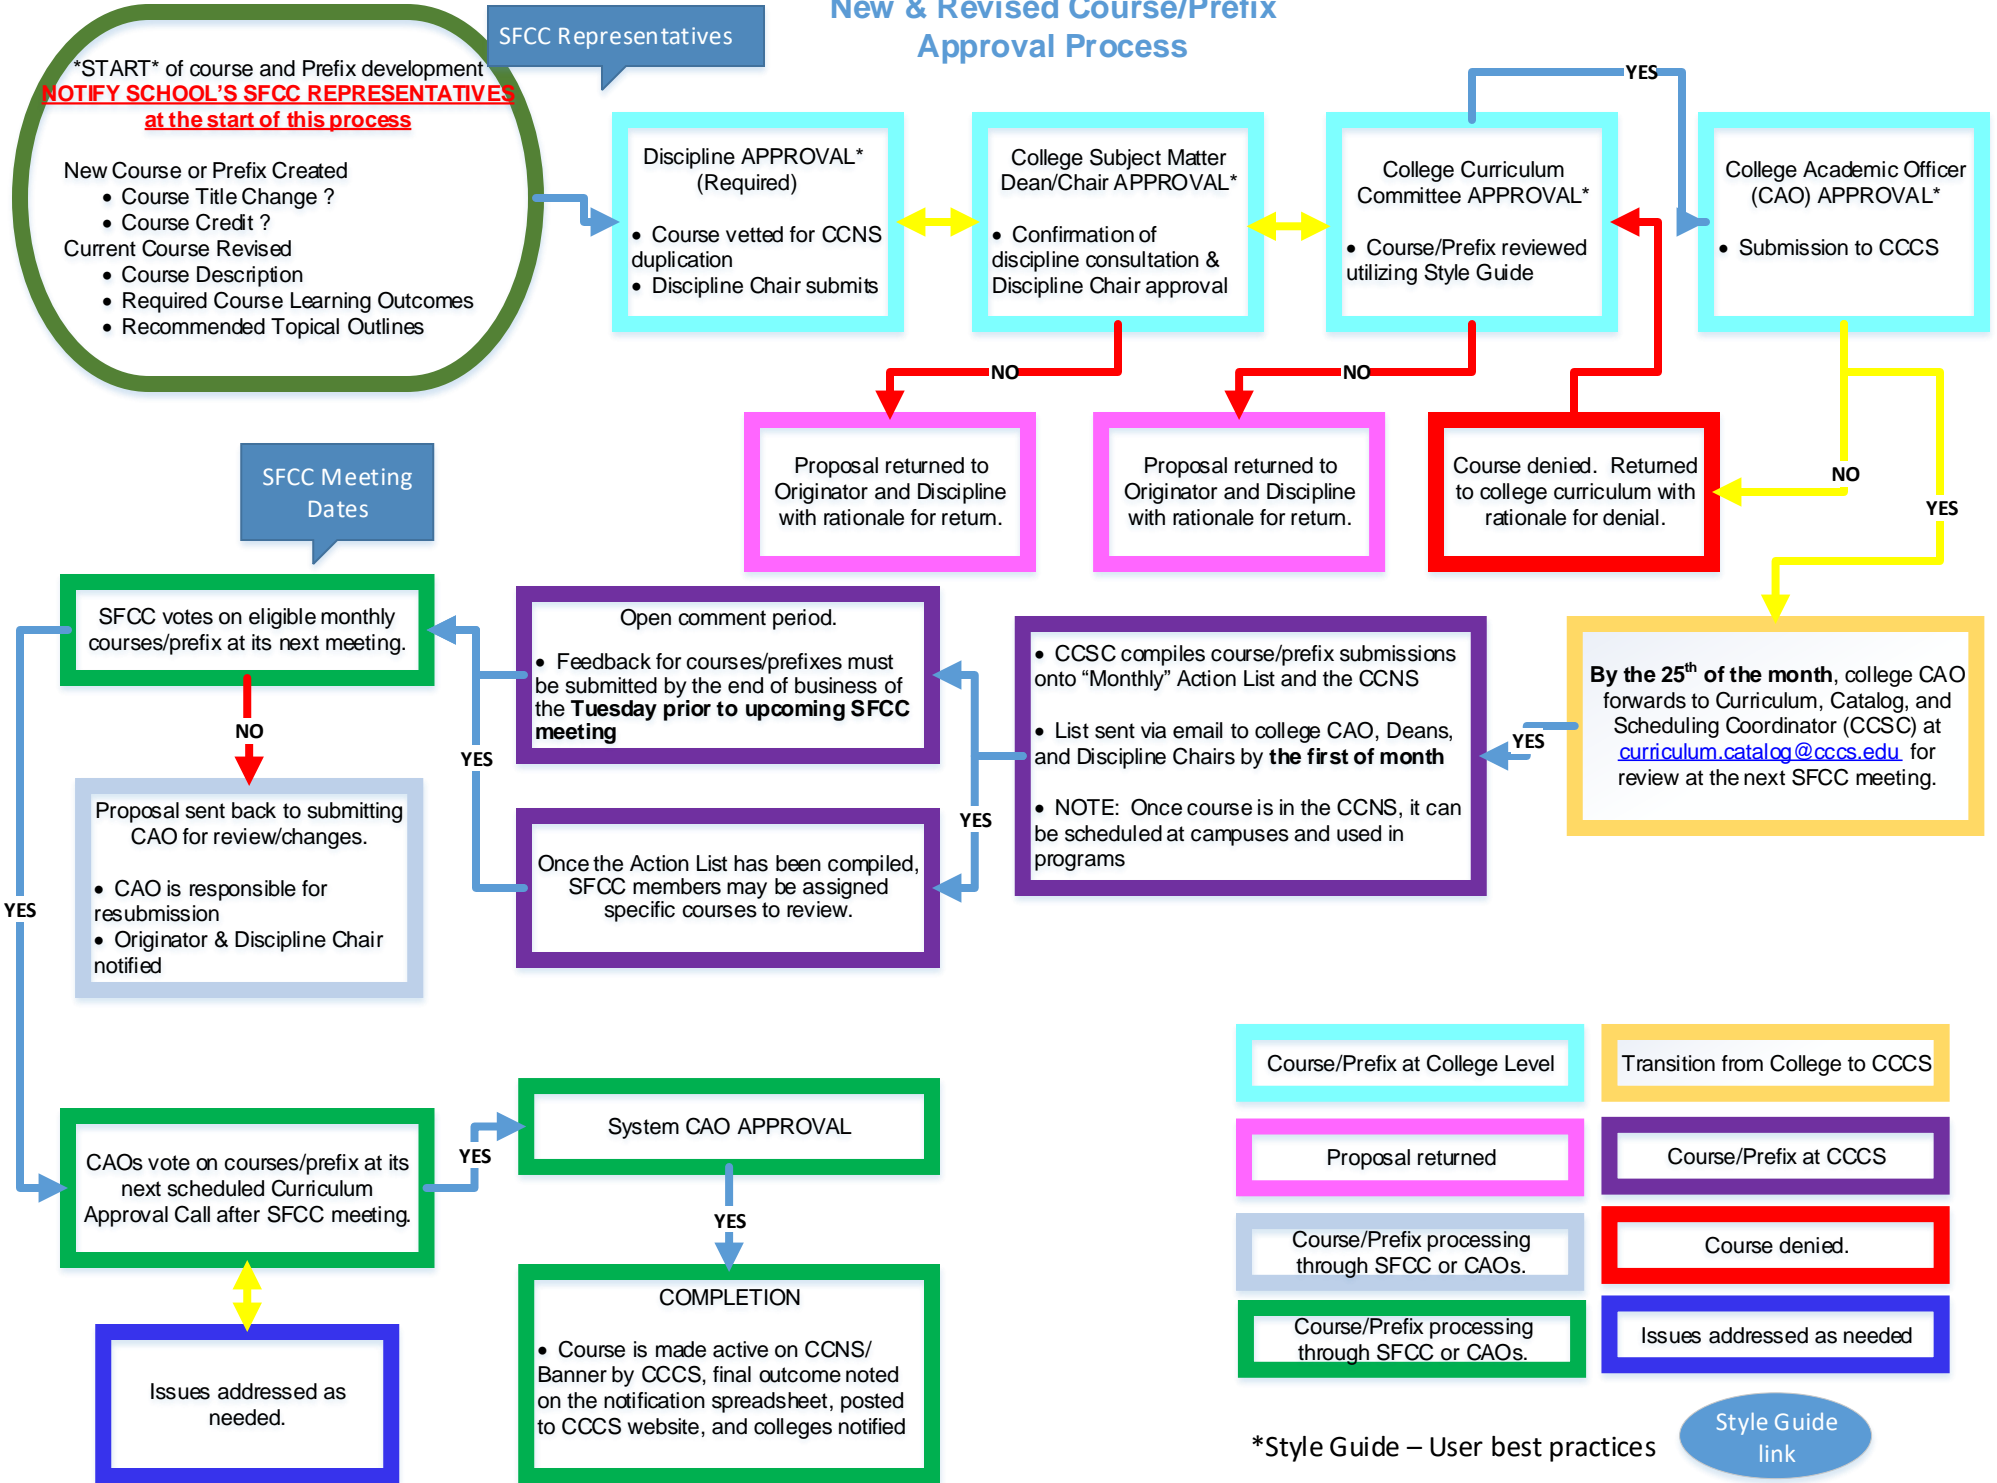 New & Revised Course/Prefix
Approval Process
SFCC Representatives
*START* of course and Prefix development
NOTIFY SCHOOL'S SFCC REPRESENTATIVES
at the start of this process
New Course or Prefix Created
• Course Title Change ?
• Course Credit ?
Current Course Revised
• Course Description
• Required Course Learning Outcomes
• Recommended Topical Outlines
Discipline APPROVAL*
(Required)
• Course vetted for CCNS
duplication
• Discipline Chair submits
College Subject Matter
Dean/Chair APPROVAL*
• Confirmation of
discipline consultation &
Discipline Chair approval
College Curriculum
Committee APPROVAL*
• Course/Prefix reviewed
utilizing Style Guide
YES
College Academic Officer
(CAO) APPROVAL*
• Submission to CCCS
NO
NO
NO
YES
Proposal returned to
Originator and Discipline
with rationale for return.
Proposal returned to
Originator and Discipline
with rationale for return.
Course denied. Returned
to college curriculum with
rationale for denial.
SFCC Meeting
Dates
SFCC votes on eligible monthly
courses/prefix at its next meeting.
Open comment period.
• Feedback for courses/prefixes must
be submitted by the end of business of
the Tuesday prior to upcoming SFCC
meeting
• CCSC compiles course/prefix submissions
onto “Monthly” Action List and the CCNS
• List sent via email to college CAO, Deans,
and Discipline Chairs by the first of month
• NOTE: Once course is in the CCNS, it can
be scheduled at campuses and used in
programs
YES
By the 25th of the month, college CAO
forwards to Curriculum, Catalog, and
Scheduling Coordinator (CCSC) at
curriculum.catalog@cccs.edu for
review at the next SFCC meeting.
NO
YES
YES
Proposal sent back to submitting
CAO for review/changes.
• CAO is responsible for
resubmission
• Originator & Discipline Chair
notified
Once the Action List has been compiled,
SFCC members may be assigned
specific courses to review.
YES
CAOs vote on courses/prefix at its
next scheduled Curriculum
Approval Call after SFCC meeting.
YES
System CAO APPROVAL
YES
Issues addressed as
needed.
COMPLETION
• Course is made active on CCNS/
Banner by CCCS, final outcome noted
on the notification spreadsheet, posted
to CCCS website, and colleges notified
Course/Prefix at College Level
Transition from College to CCCS
Proposal returned
Course/Prefix at CCCS
Course/Prefix processing
through SFCC or CAOs.
Course denied.
Course/Prefix processing
through SFCC or CAOs.
Issues addressed as needed
*Style Guide – User best practices
Style Guide
link